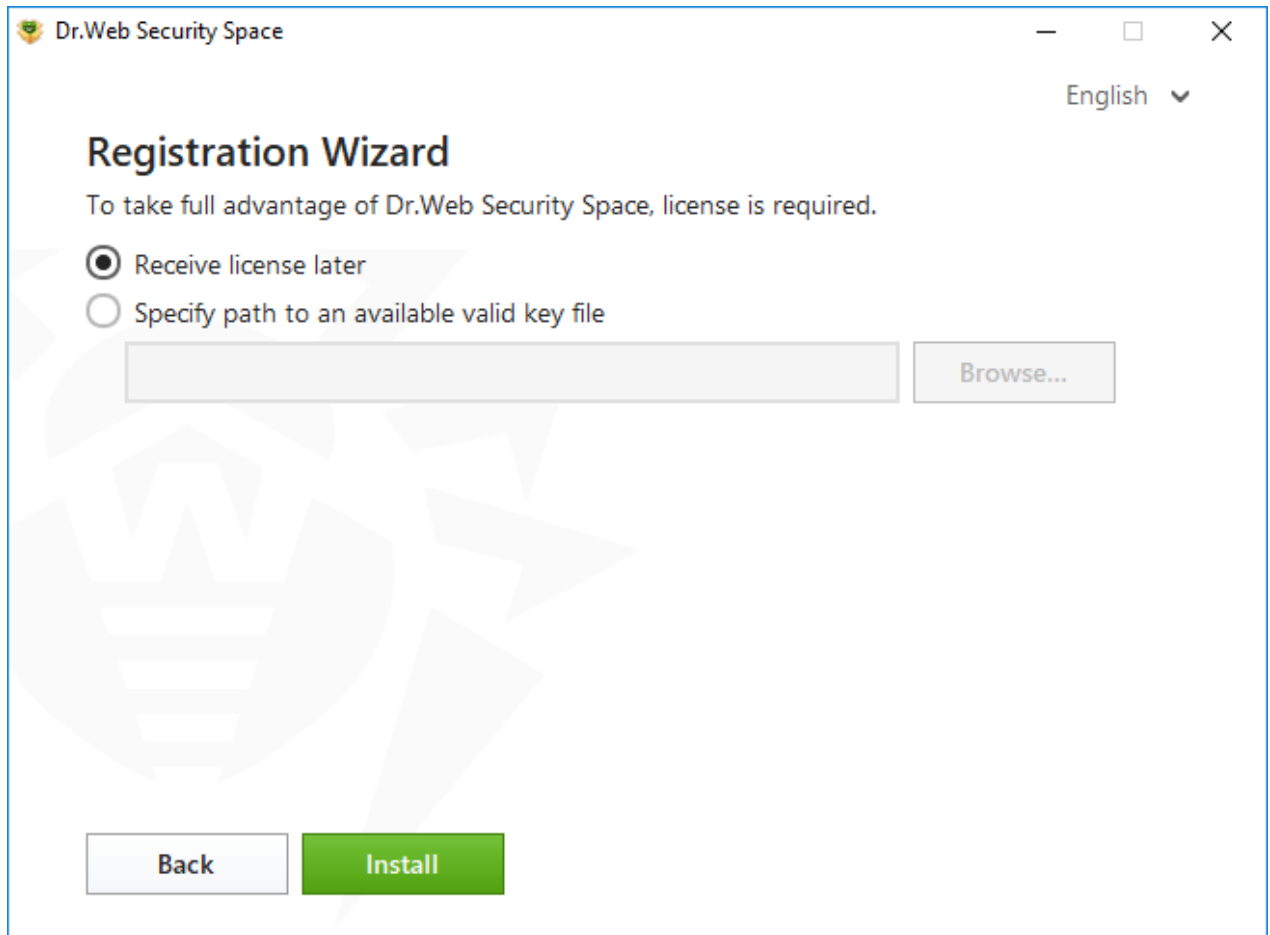 Dr.Web Security Space
English
Registration Wizard
To take full advantage of Dr.Web Security Space, license is required.
Receive license later
Specify path to an available valid key file
Browse...
Back
Install